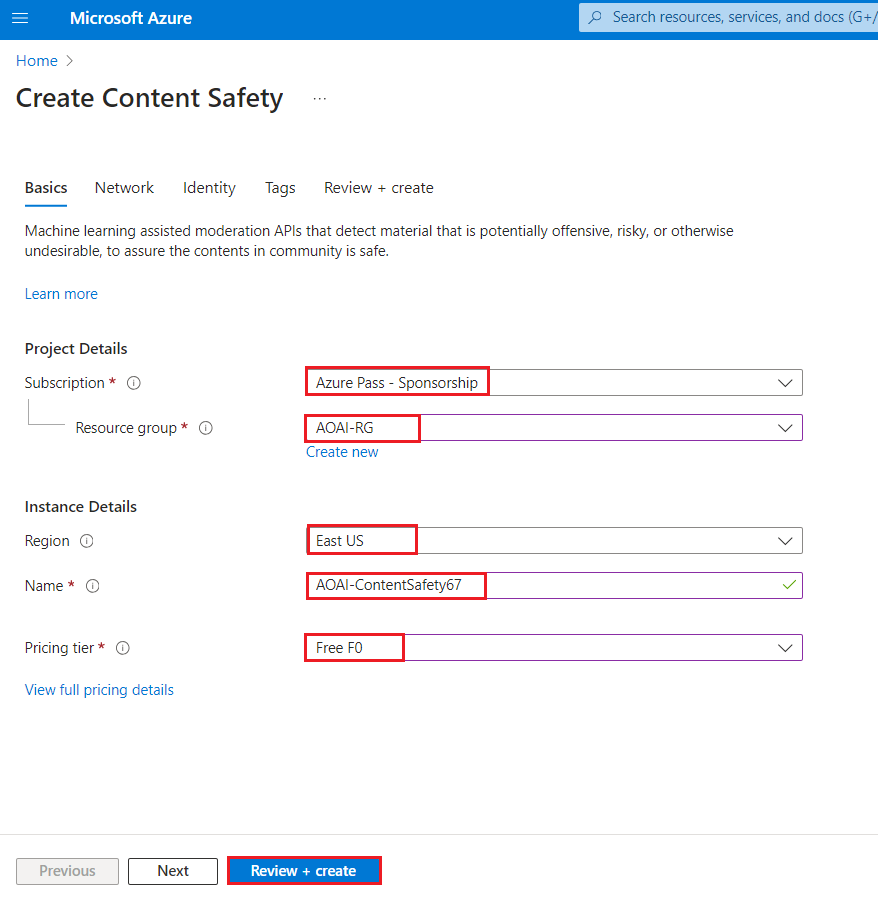 Microsoft Azure
Search resources, services, and docs (G+/
Home
Create Content Safety
...
Basics Network Identity Tags Review + create
Machine learning assisted moderation APIs that detect material that is potentially offensive, risky, or otherwise
undesirable, to assure the contents in community is safe.
Learn more
Project Details
Subscription * Azure Pass - Sponsorship
Resource group * AOAI-RG
Create new
Instance Details
Region East US
Name * AOAI-ContentSafety67
Pricing tier * Free F0
View full pricing details
Previous Next Review + create